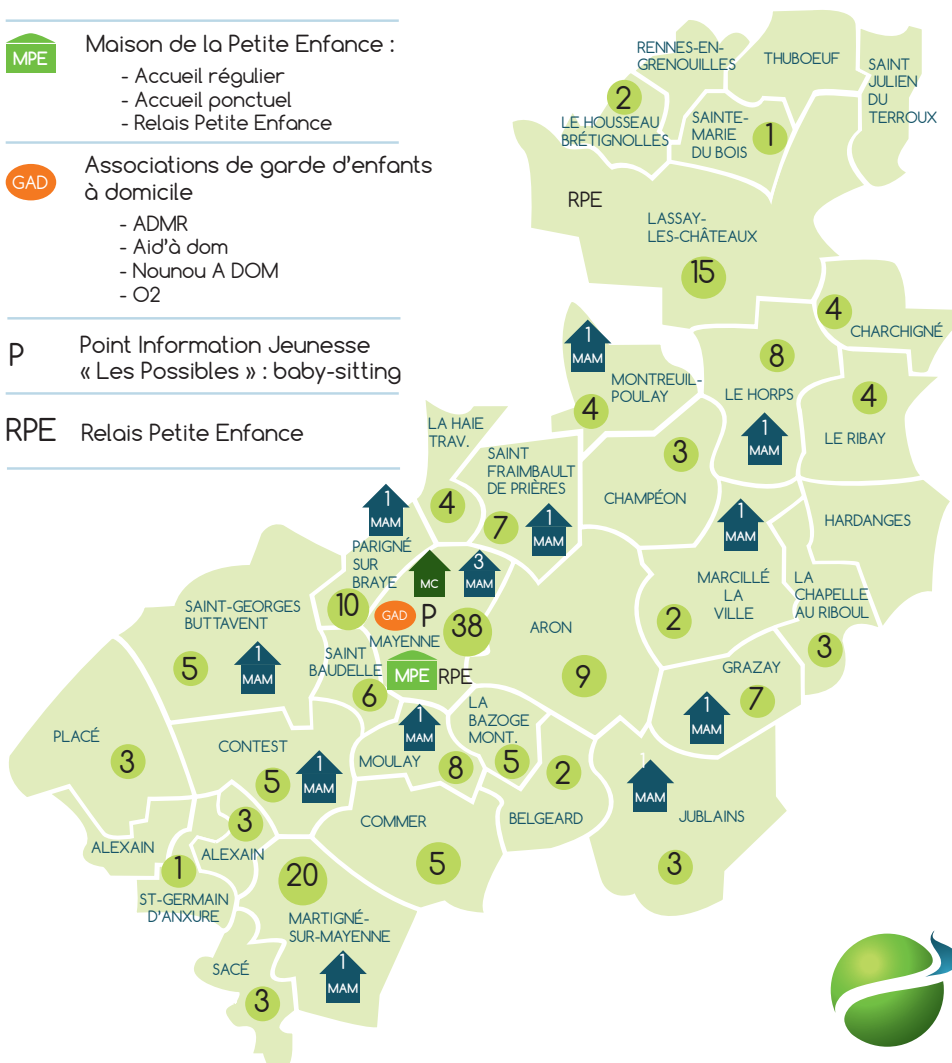 MPE
Maison de la Petite Enfance :
- Accueil régulier
- Accueil ponctuel
- Relais Petite Enfance
GAD
Associations de garde d'enfants
à domicile
- ADMR
- Aid'à dom
- Nounou A DOM
- O2
P
Point Information Jeunesse
« Les Possibles » : baby-sitting
RPE
Relais Petite Enfance
RENNES-EN-
GRENOUILLES
THUBOEUF
SAINT
JULIEN
DU
TERROUX
2
LE HOUSSEAU
BRÉTIGNOLLES
SAINTE-
MARIE
DU BOIS
1
RPE
LASSAY-
LES-CHÂTEAUX
15
4
CHARCHIGNÉ
1
MAM
MONTREUIL-
POULAY
4
8
LE HORPS
1
MAM
4
LE RIBAY
LA HAIE
TRAV.
4
SAINT
FRAIMBAULT
DE PRIÈRES
7
1
MAM
3
CHAMPÉON
HARDANGES
1
MAM
PARIGNÉ
SUR
BRAYE
10
MC
3
MAM
GAD
P
MAYENNE
38
MPE
RPE
ARON
9
1
MAM
MARCILLÉ
LA
VILLE
2
LA
CHAPELLE
AU RIBOUL
3
SAINT-GEORGES
BUTTAVENT
5
1
MAM
SAINT
BAUDELLE
6
GRAZAY
7
1
MAM
PLACÉ
3
CONTEST
5
1
MAM
1
MAM
MOULAY
8
LA
BAZOGE
MONT.
5
2
BELGEARD
1
MAM
JUBLAINS
3
ALEXAIN
3
ALEXAIN
1
ST-GERMAIN
D'ANXURE
COMMER
5
20
MARTIGNÉ-
SUR-MAYENNE
1
MAM
SACÉ
3